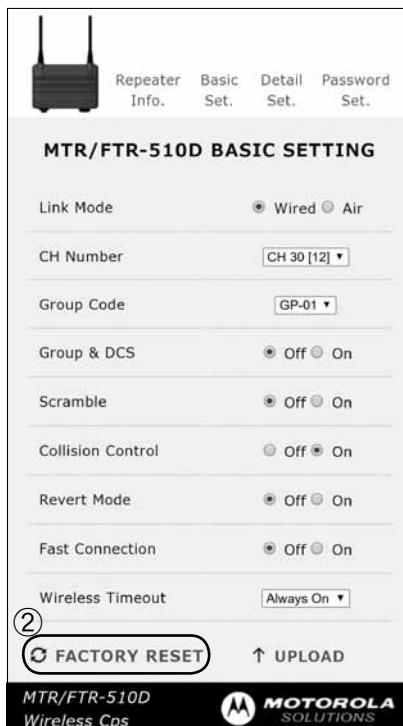 Repeater Info.
Basic Set.
Detail Set.
Password Set.
MTR/FTR-510D BASIC SETTING
Link Mode Wired Air
CH Number CH 30 [12] ▼
Group Code GP-01 ▼
Group & DCS Off On
Scramble Off On
Collision Control Off On
Revert Mode Off On
Fast Connection Off On
Wireless Timeout Always On ▼
②
FACTORY RESET ↑ UPLOAD
MTR/FTR-510D
Wireless Cps
MOTOROLA
SOLUTIONS